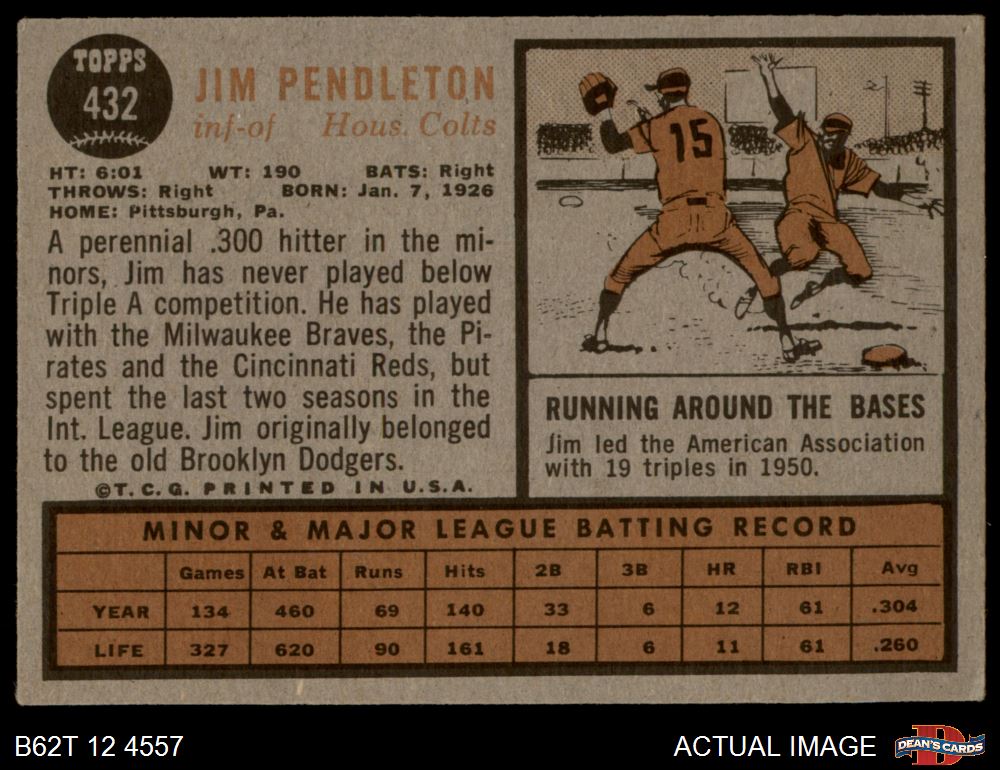 TOPPS
432
JIM PENDLETON
inf-of Hous. Colts
HT: 6:01 WT: 190 BATS: Right
THROWS: Right BORN: Jan. 7, 1926
HOME: Pittsburgh, Pa.
A perennial .300 hitter in the mi-
nors, Jim has never played below
Triple A competition. He has played
with the Milwaukee Braves, the Pi-
rates and the Cincinnati Reds, but
spent the last two seasons in the
Int. League. Jim originally belonged
to the old Brooklyn Dodgers.
©T.C.G. PRINTED IN U.S.A.
15
RUNNING AROUND THE BASES
Jim led the American Association
with 19 triples in 1950.
MINOR & MAJOR LEAGUE BATTING RECORD
Games At Bat Runs Hits 2B 3B HR RBI Avg
YEAR 134 460 69 140 33 6 12 61 .304
LIFE 327 620 90 161 18 6 11 61 .260
B62T 12 4557
ACTUAL IMAGE
D
DEAN'S CARDS